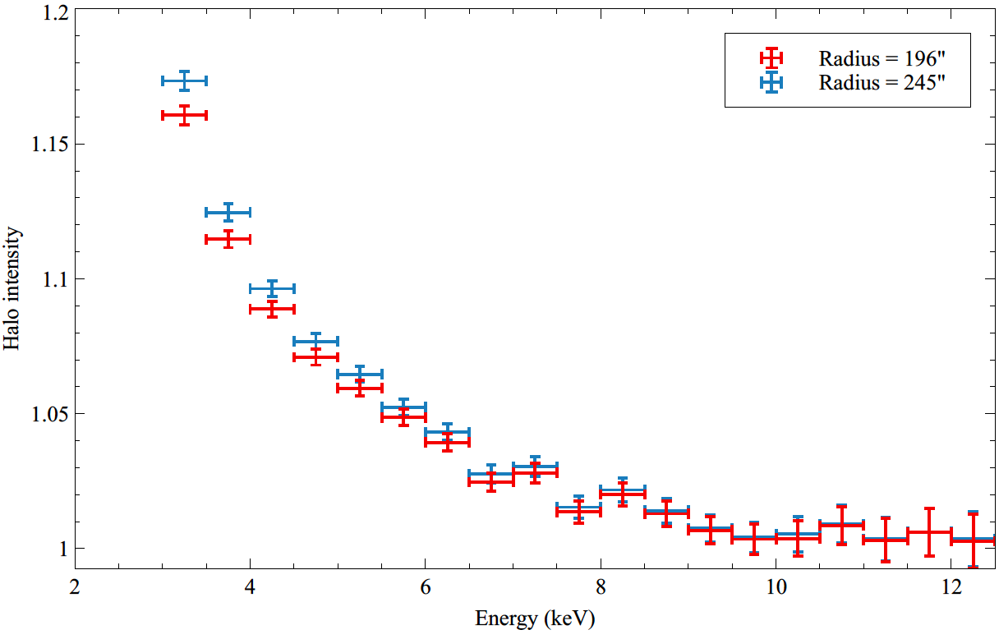 1.2
1.15
1.1
1.05
1
2
4
6
8
10
12
Halo intensity
Energy (keV)
Radius = 196"
Radius = 245"